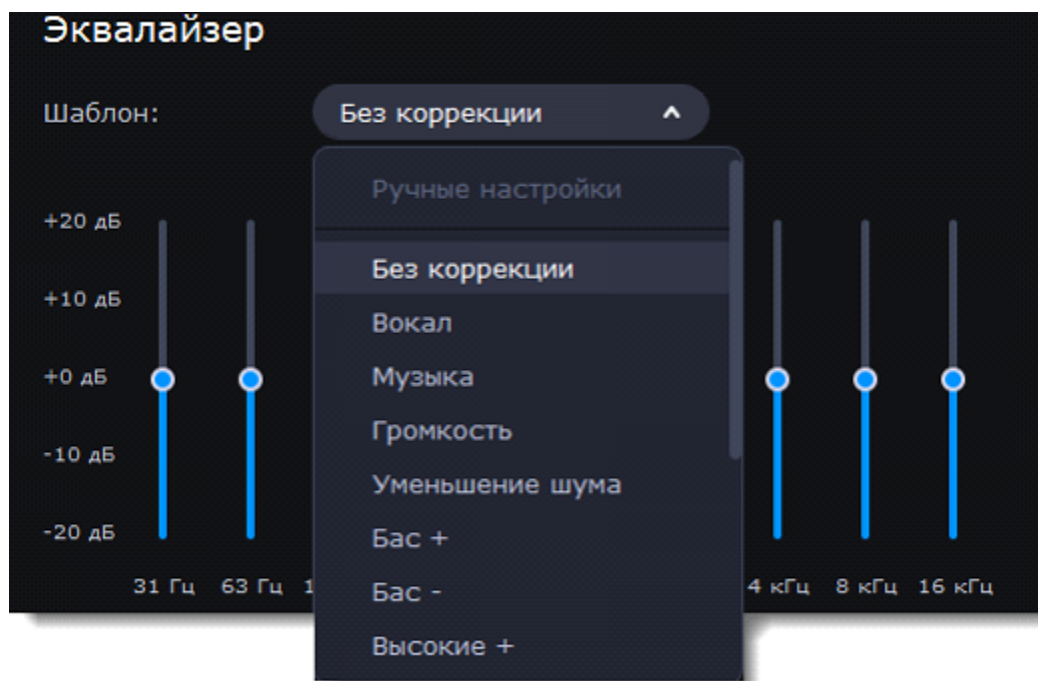 Эквалайзер
Шаблон:
Без коррекции
Ручные настройки
Без коррекции
Вокал
Музыка
Громкость
Уменьшение шума
Бас +
Бас -
Высокие +
+20 дБ
+10 дБ
+0 дБ
-10 дБ
-20 дБ
31 Гц 63 Гц 4 кГц 8 кГц 16 кГц